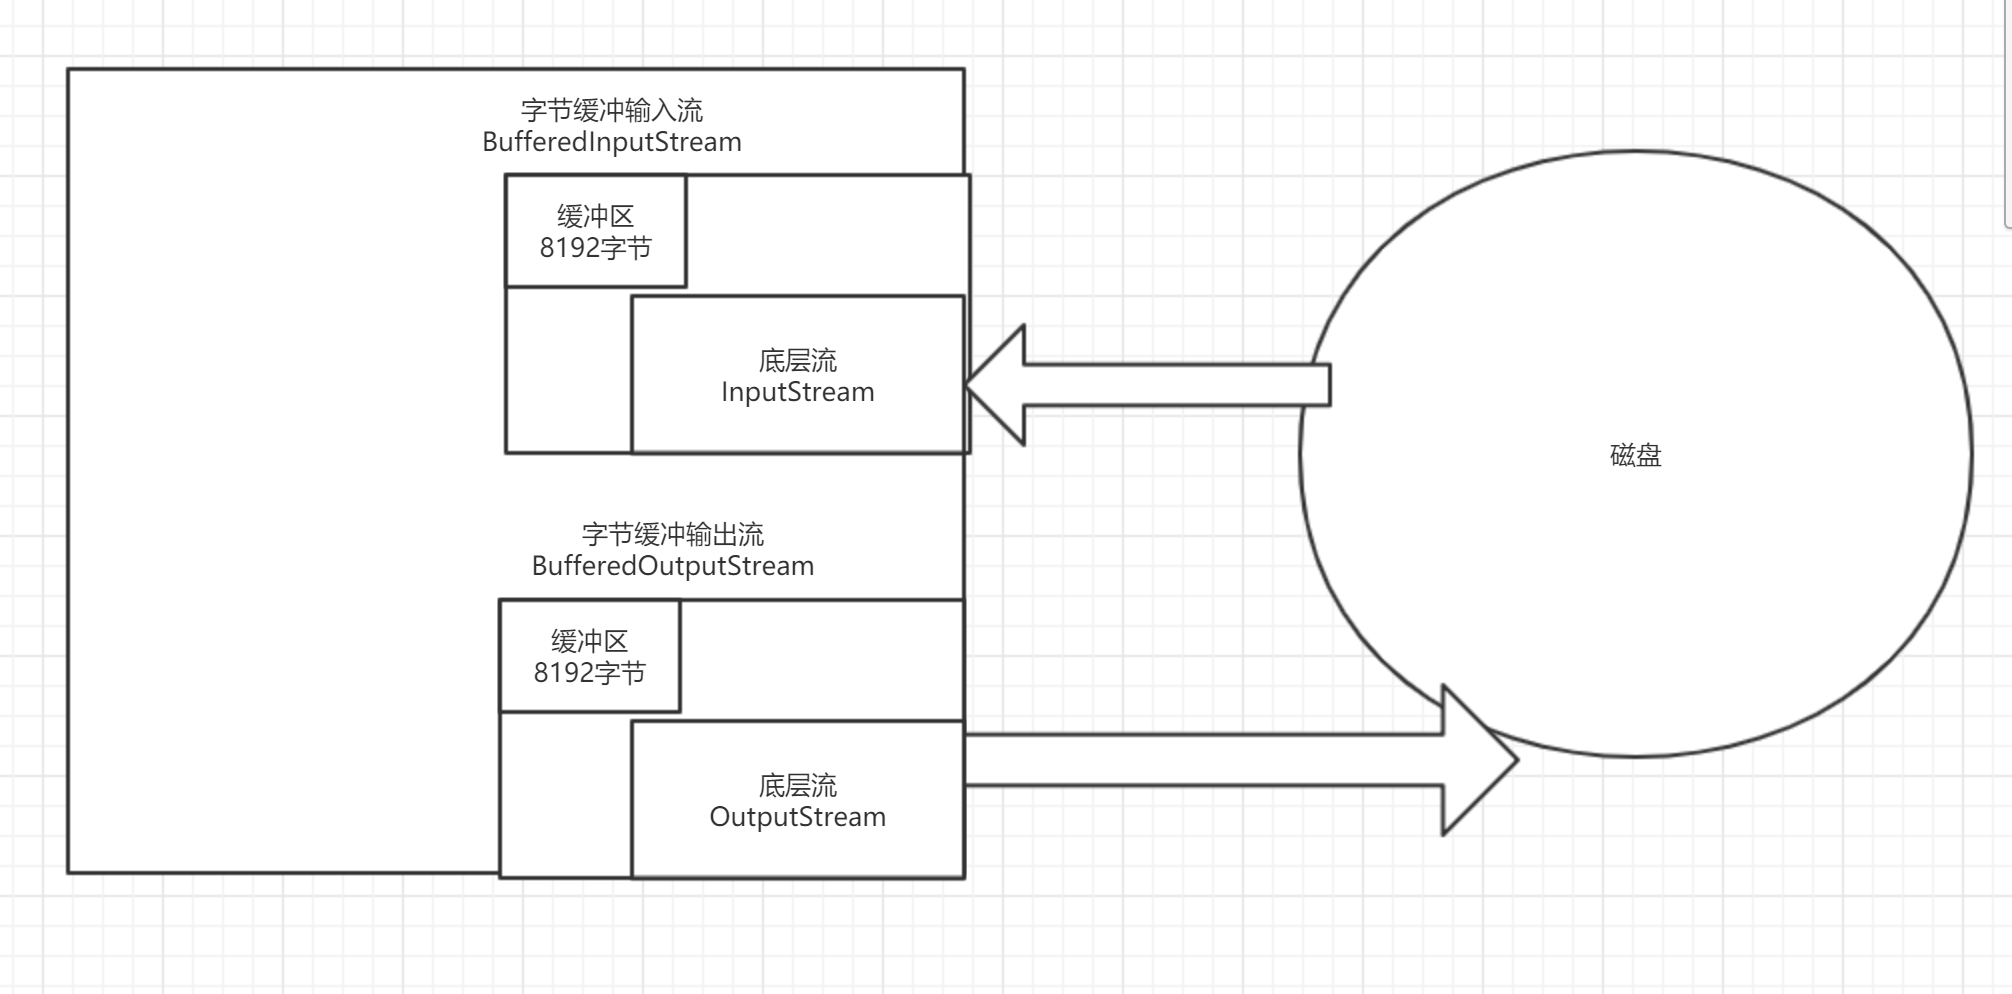 字节缓冲输入流
BufferedInputStream
缓冲区
8192字节
底层流
InputStream
磁盘
字节缓冲输出流
BufferedOutputStream
缓冲区
8192字节
底层流
OutputStream